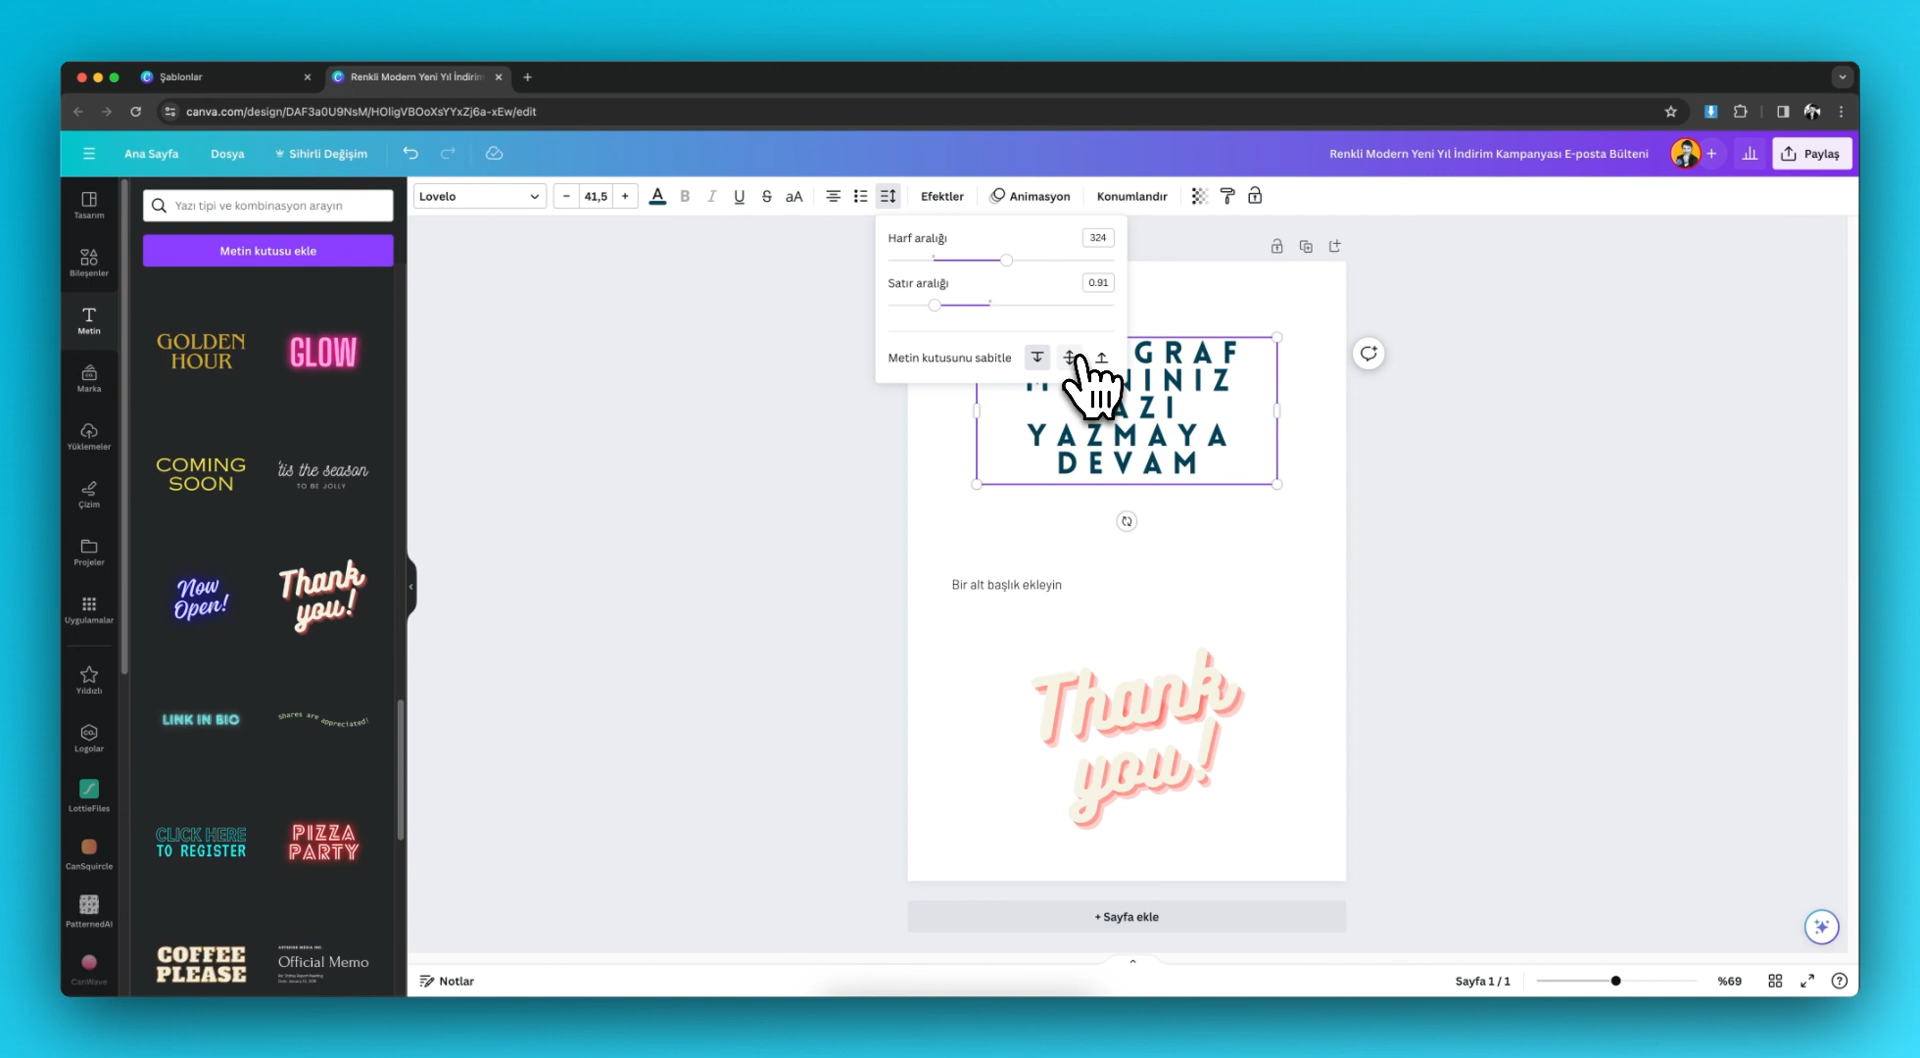 Şablonlar
Renkli Modern Yeni Yıl İndirim
canva.com/design/DAF3a0U9NsM/HOligVBOoXsYYxZj6a-xEw/edit
Ana Sayfa
Dosya
Sihirli Değişim
Renkli Modern Yeni Yıl İndirim Kampanyası E-posta Bülteni
Paylaş
Lovelo
41,5
aA
Efektler
Animasyon
Konumlandır
Tasarım
Bileşenler
Metin
Marka
Yüklemeler
Çizim
Projeler
Uygulamalar
Yıldızlı
Logolar
LottieFiles
CanSquircle
PatternedAI
CanWave
Yazı tipi ve kombinasyon arayın
Metin kutusu ekle
GOLDEN
HOUR
GLOW
COMING
SOON
'tis the season
TO BE JOLLY
Now
Open!
Thank
you!
LINK IN BIO
Shares are appreciated!
CLICK HERE
TO REGISTER
PIZZA
PARTY
COFFEE
PLEASE
Official Memo
Harf aralığı
324
Satır aralığı
0.91
Metin kutusunu sabitle
GRAF
NINIZ
AZI
YAZMAYA
DEVAM
Bir alt başlık ekleyin
Thank
you!
+ Sayfa ekle
Notlar
Sayfa 1 / 1
%69